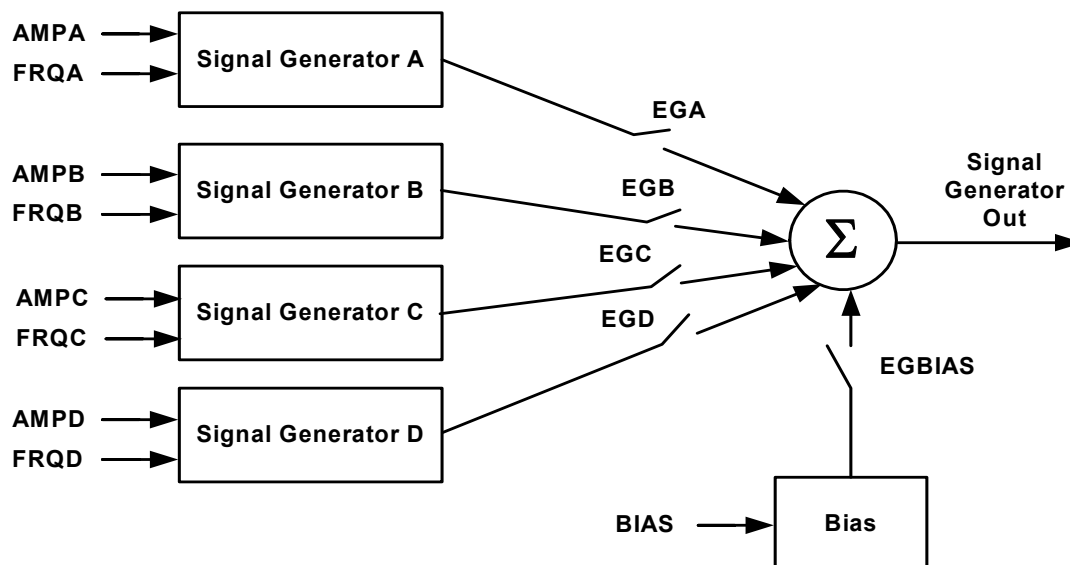 AMPA
FRQA
Signal Generator A
EGA
AMPB
FRQB
Signal Generator B
EGB
AMPC
FRQC
Signal Generator C
EGC
AMPD
FRQD
Signal Generator D
EGD
Σ
Signal
Generator
Out
EGBIAS
BIAS
Bias